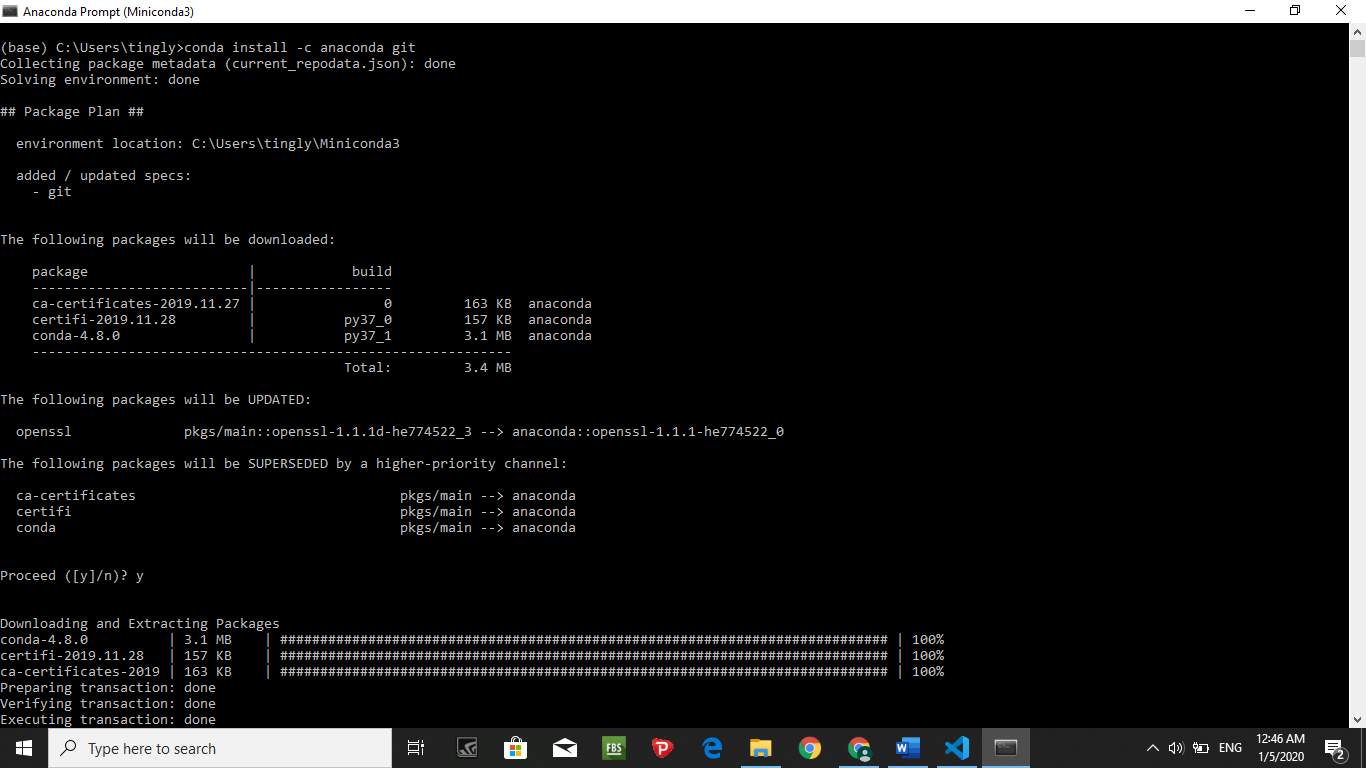 Anaconda Prompt (Miniconda3)
(base) C:\Users\tingly>conda install -c anaconda git
Collecting package metadata (current_repodata.json): done
Solving environment: done
## Package Plan ##
environment location: C:\Users\tingly\Miniconda3
added / updated specs:
- git
The following packages will be downloaded:
package | build
---------------------------|-----------------
ca-certificates-2019.11.27 | 0 163 KB anaconda
certifi-2019.11.28 | py37_0 157 KB anaconda
conda-4.8.0 | py37_1 3.1 MB anaconda
------------------------------------------------------------
Total: 3.4 MB
The following packages will be UPDATED:
openssl pkgs/main::openssl-1.1.1d-he774522_3 --> anaconda::openssl-1.1.1-he774522_0
The following packages will be SUPERSEDED by a higher-priority channel:
ca-certificates pkgs/main --> anaconda
certifi pkgs/main --> anaconda
conda pkgs/main --> anaconda
Proceed ([y]/n)? y
Downloading and Extracting Packages
conda-4.8.0 | 3.1 MB | ############################################################################ | 100%
certifi-2019.11.28 | 157 KB | ############################################################################ | 100%
ca-certificates-2019 | 163 KB | ############################################################################ | 100%
Preparing transaction: done
Verifying transaction: done
Executing transaction: done
Type here to search
FBS
ENG
12:46 AM
1/5/2020
2